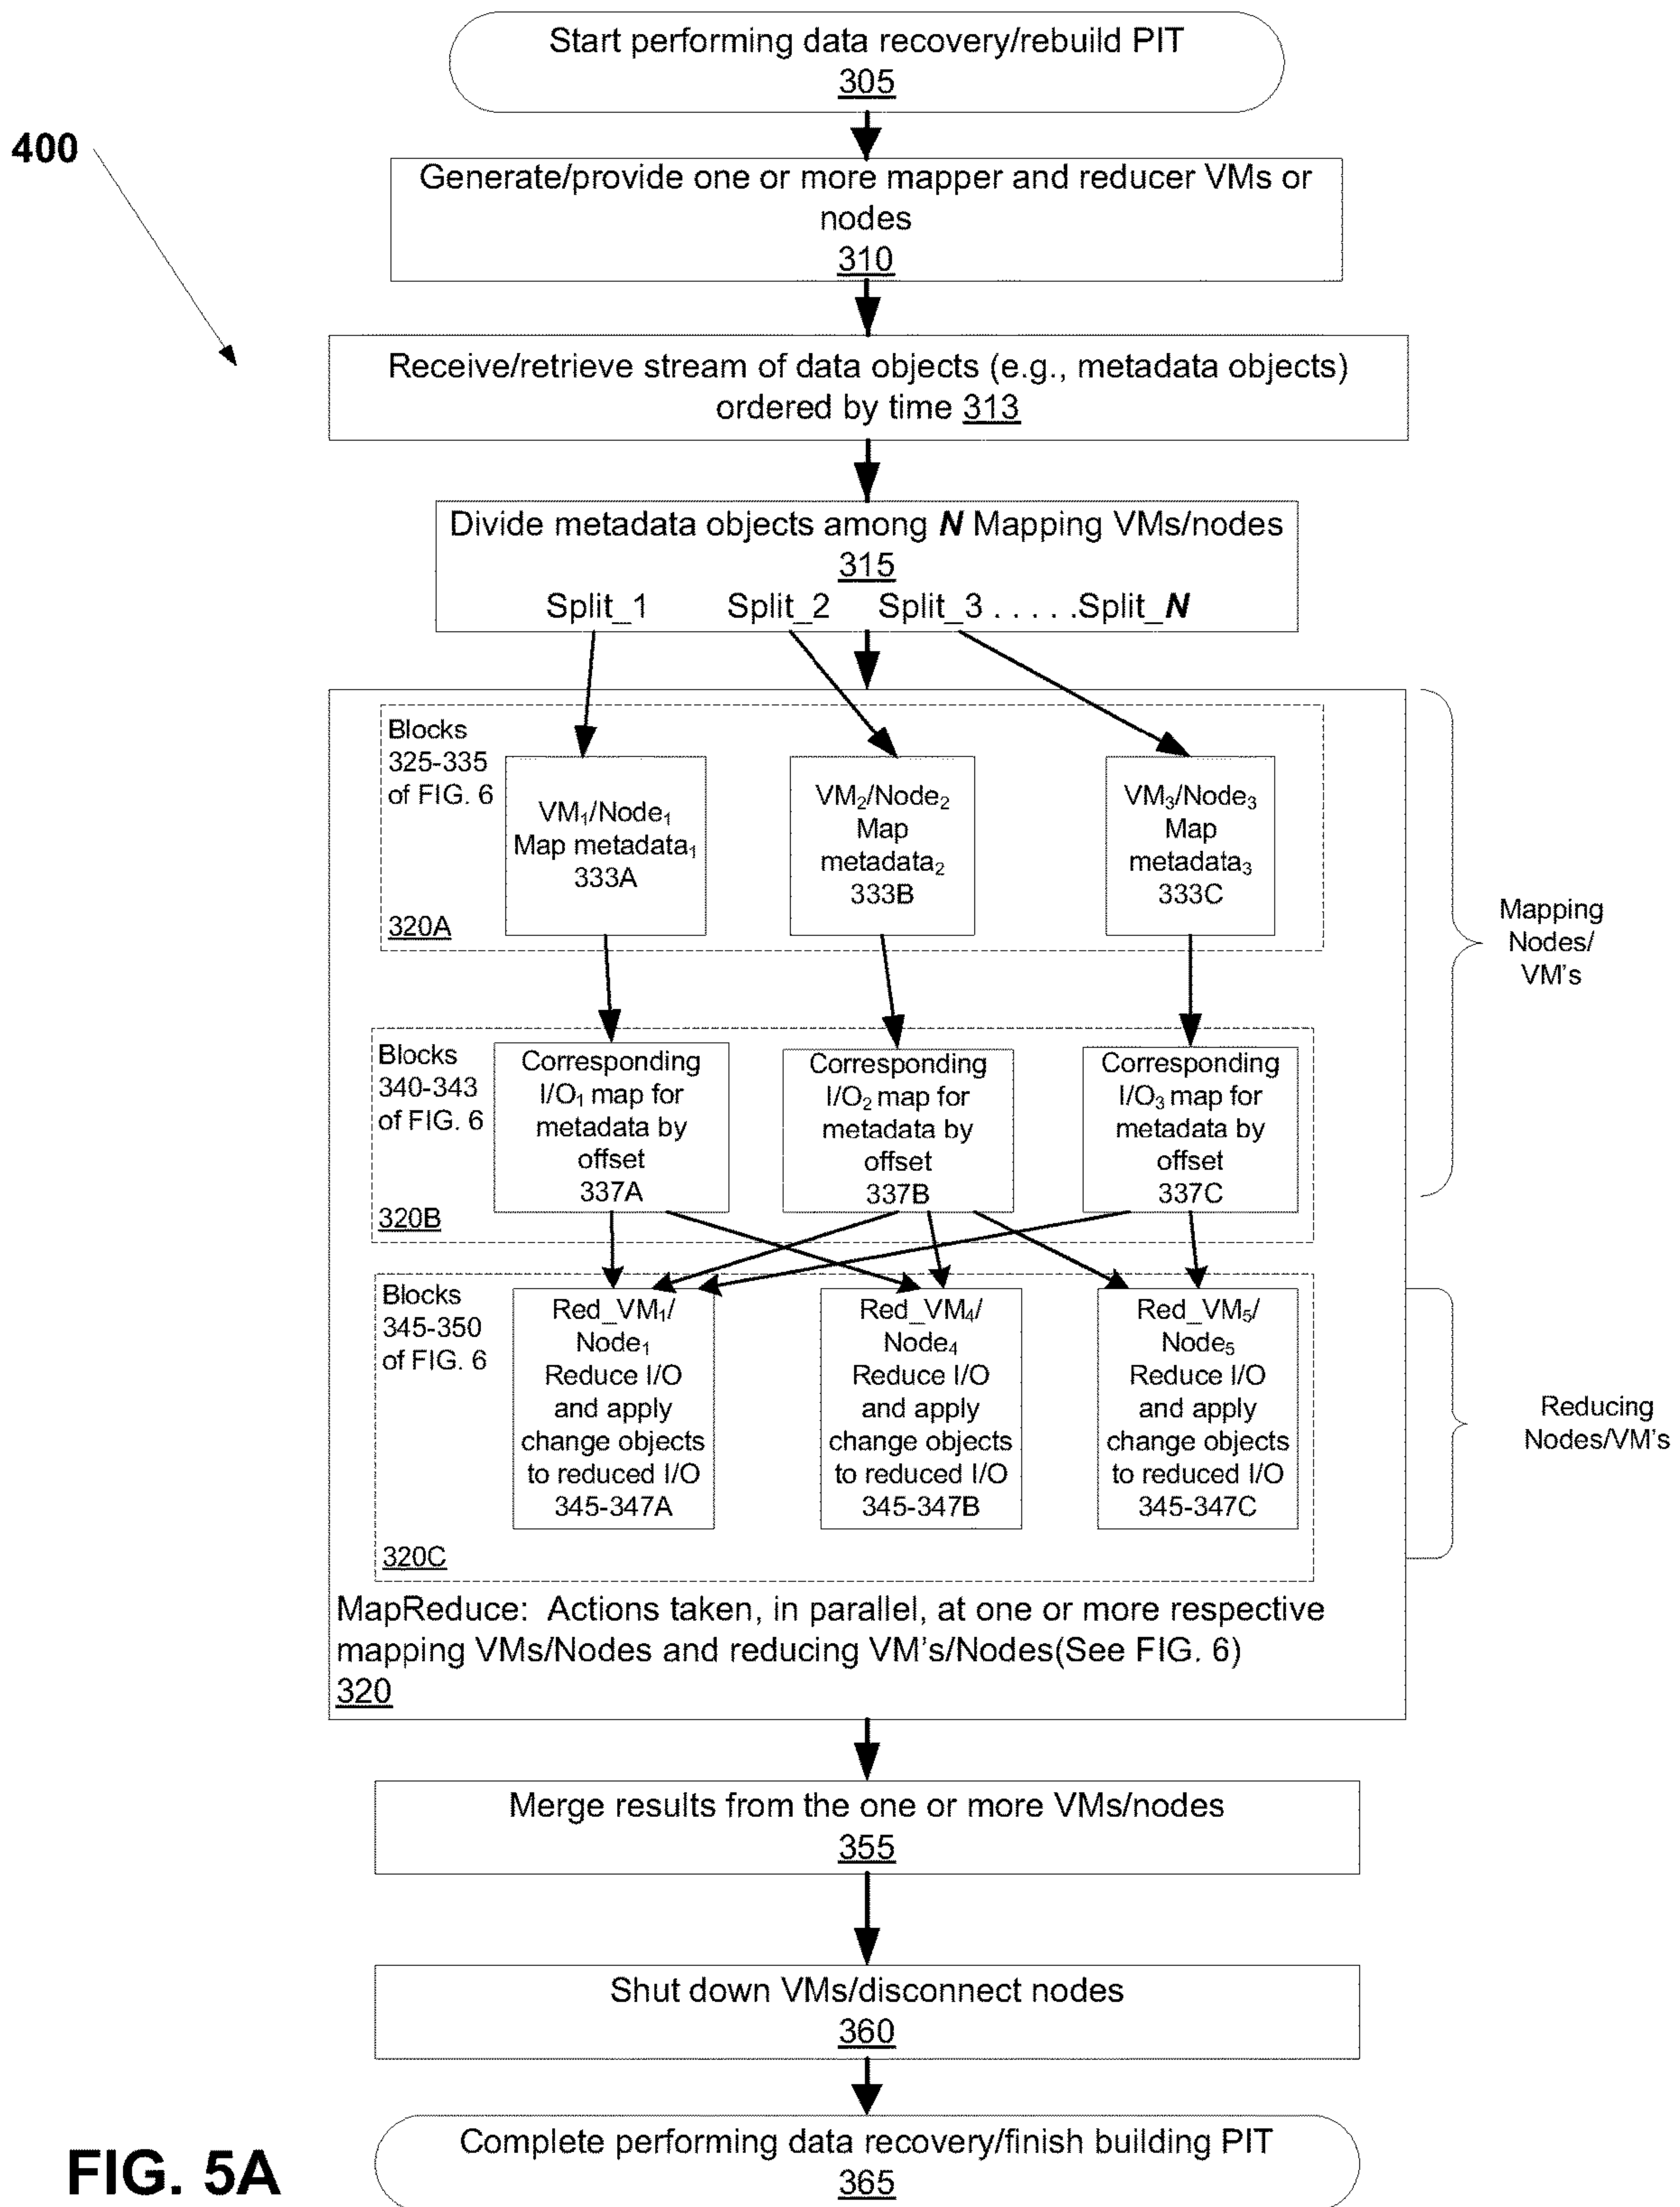 Start performing data recovery/rebuild PIT
305
400
Generate/provide one or more mapper and reducer VMs or
nodes
310
Receive/retrieve stream of data objects (e.g., metadata objects)
ordered by time 313
Divide metadata objects among N Mapping VMs/nodes
315
Split_1 Split_2 Split_3 . . . . .Split_N
Blocks
325-335
of FIG. 6
320A
VM₁/Node₁
Map metadata₁
333A
VM₂/Node₂
Map
metadata₂
333B
VM₃/Node₃
Map
metadata₃
333C
Mapping
Nodes/
VM's
Blocks
340-343
of FIG. 6
320B
Corresponding
I/O₁ map for
metadata by
offset
337A
Corresponding
I/O₂ map for
metadata by
offset
337B
Corresponding
I/O₃ map for
metadata by
offset
337C
Blocks
345-350
of FIG. 6
320C
Red_VM₁/
Node₁
Reduce I/O
and apply
change objects
to reduced I/O
345-347A
Red_VM₄/
Node₄
Reduce I/O
and apply
change objects
to reduced I/O
345-347B
Red_VM₅/
Node₅
Reduce I/O
and apply
change objects
to reduced I/O
345-347C
Reducing
Nodes/VM's
MapReduce: Actions taken, in parallel, at one or more respective
mapping VMs/Nodes and reducing VM's/Nodes(See FIG. 6)
320
Merge results from the one or more VMs/nodes
355
Shut down VMs/disconnect nodes
360
Complete performing data recovery/finish building PIT
365
FIG. 5A